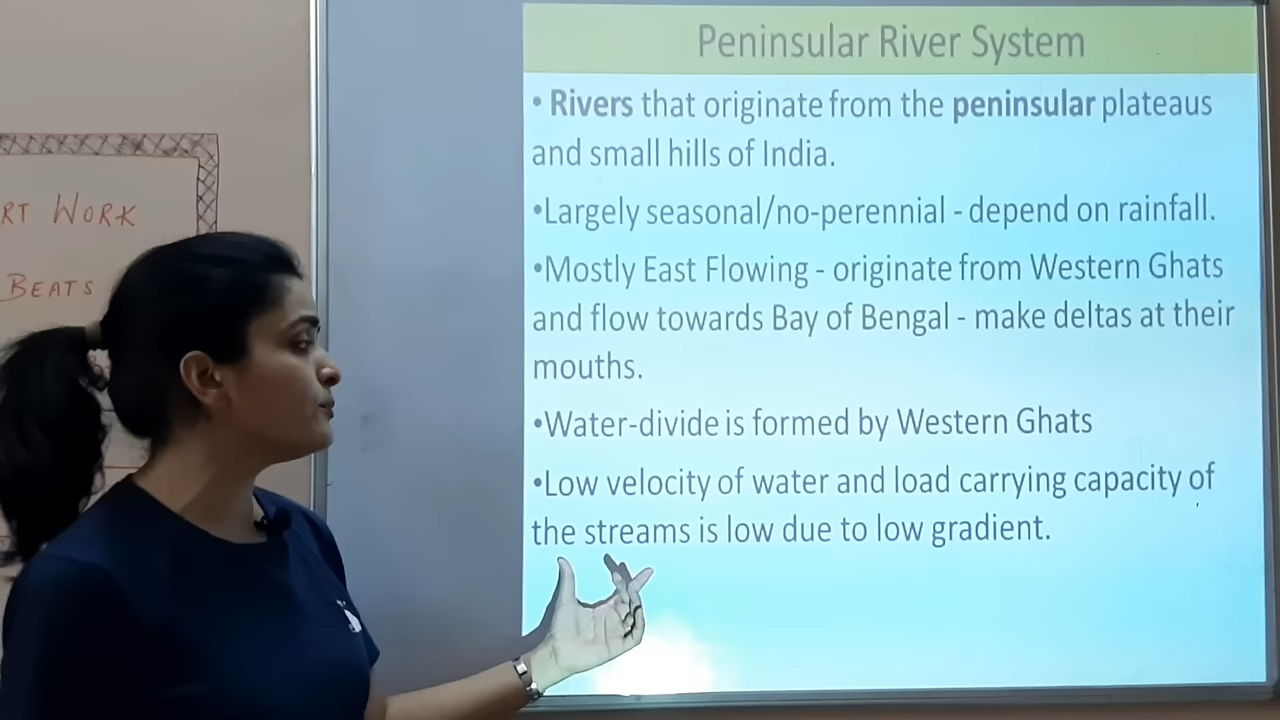 Peninsular River System
• Rivers that originate from the peninsular plateaus
and small hills of India.
•Largely seasonal/no-perennial - depend on rainfall.
•Mostly East Flowing - originate from Western Ghats
and flow towards Bay of Bengal - make deltas at their
mouths.
•Water-divide is formed by Western Ghats
•Low velocity of water and load carrying capacity of
the streams is low due to low gradient.
RT WORK
BEATS